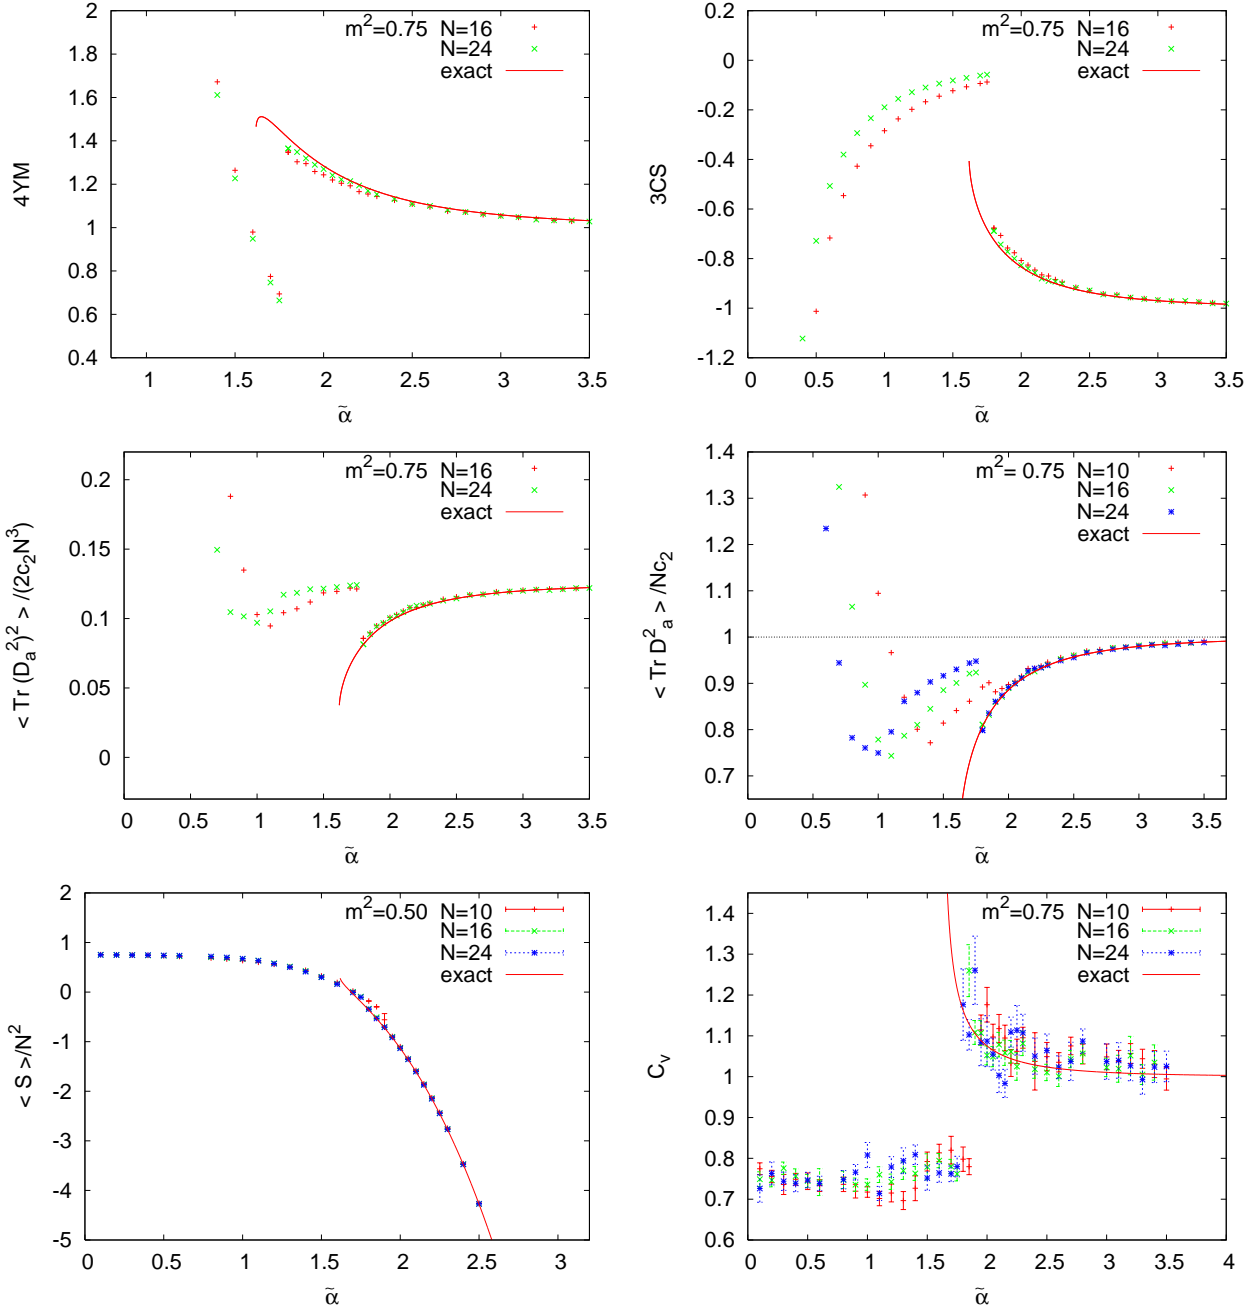 m²=0.75 N=16
N=24
exact
4YM
2
1.8
1.6
1.4
1.2
1
0.8
0.6
0.4
1 1.5 2 2.5 3 3.5
α̃
m²=0.75 N=16
N=24
exact
3CS
0.2
0
-0.2
-0.4
-0.6
-0.8
-1
-1.2
0 0.5 1 1.5 2 2.5 3 3.5
α̃
m²=0.75 N=16
N=24
exact
< Tr (Dₐ²)² > /(2c₂N³)
0.2
0.15
0.1
0.05
0
0 0.5 1 1.5 2 2.5 3 3.5
α̃
m²= 0.75 N=10
N=16
N=24
exact
< Tr D²ₐ > /Nc₂
1.4
1.3
1.2
1.1
1
0.9
0.8
0.7
0 0.5 1 1.5 2 2.5 3 3.5
α̃
m²=0.50 N=10
N=16
N=24
exact
< S >/N²
2
1
0
-1
-2
-3
-4
-5
0 0.5 1 1.5 2 2.5 3
α̃
m²=0.75 N=10
N=16
N=24
exact
Cᵥ
1.4
1.3
1.2
1.1
1
0.9
0.8
0.7
0.6
0 0.5 1 1.5 2 2.5 3 3.5 4
α̃